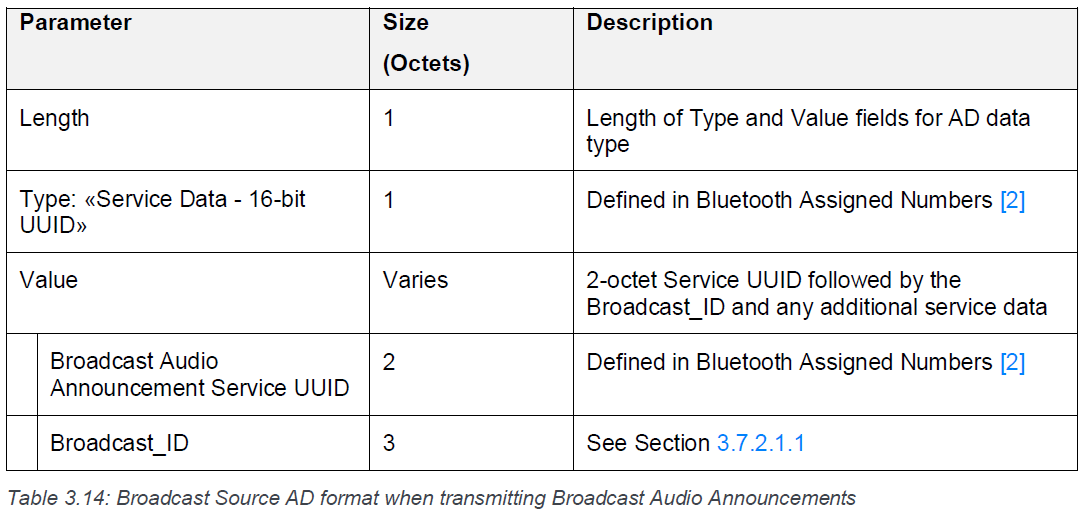 Parameter
Size
(Octets)
Description
Length
1
Length of Type and Value fields for AD data
type
Type: «Service Data - 16-bit
UUID»
1
Defined in Bluetooth Assigned Numbers [2]
Value
Varies
2-octet Service UUID followed by the
Broadcast_ID and any additional service data
Broadcast Audio
Announcement Service UUID
2
Defined in Bluetooth Assigned Numbers [2]
Broadcast_ID
3
See Section 3.7.2.1.1
Table 3.14: Broadcast Source AD format when transmitting Broadcast Audio Announcements